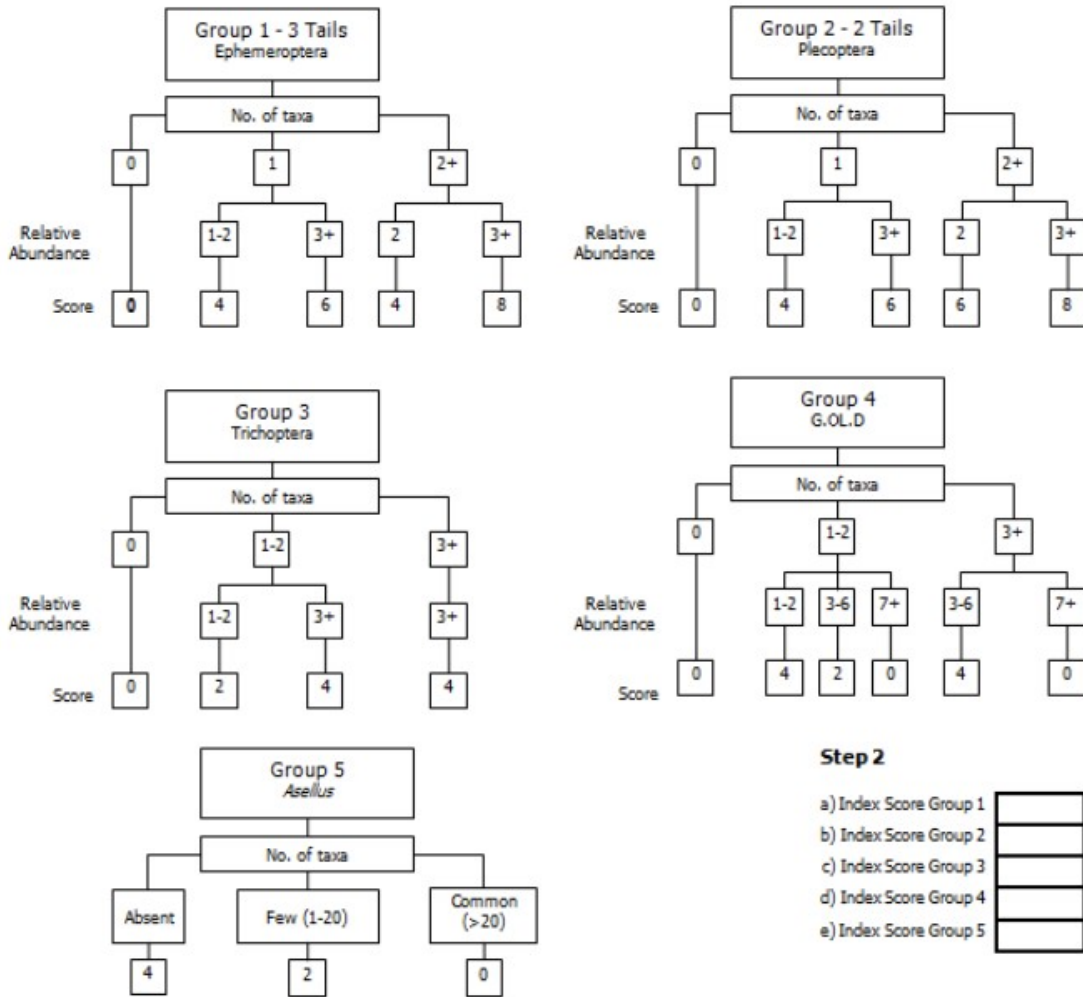 Group 1 - 3 Tails
Ephemeroptera
No. of taxa
0 1 2+
Relative
Abundance
1-2 3+ 2 3+
Score 0 4 6 4 8
Group 2 - 2 Tails
Plecoptera
No. of taxa
0 1 2+
Relative
Abundance
1-2 3+ 2 3+
Score 0 4 6 6 8
Group 3
Trichoptera
No. of taxa
0 1-2 3+
Relative
Abundance
1-2 3+ 3+
Score 0 2 4 4
Group 4
G.OL.D
No. of taxa
0 1-2 3+
Relative
Abundance
1-2 3-6 7+ 3-6 7+
Score 0 4 2 0 4 0
Group 5
Asellus
No. of taxa
Absent Few (1-20) Common
(>20)
4 2 0
Step 2
a) Index Score Group 1
b) Index Score Group 2
c) Index Score Group 3
d) Index Score Group 4
e) Index Score Group 5